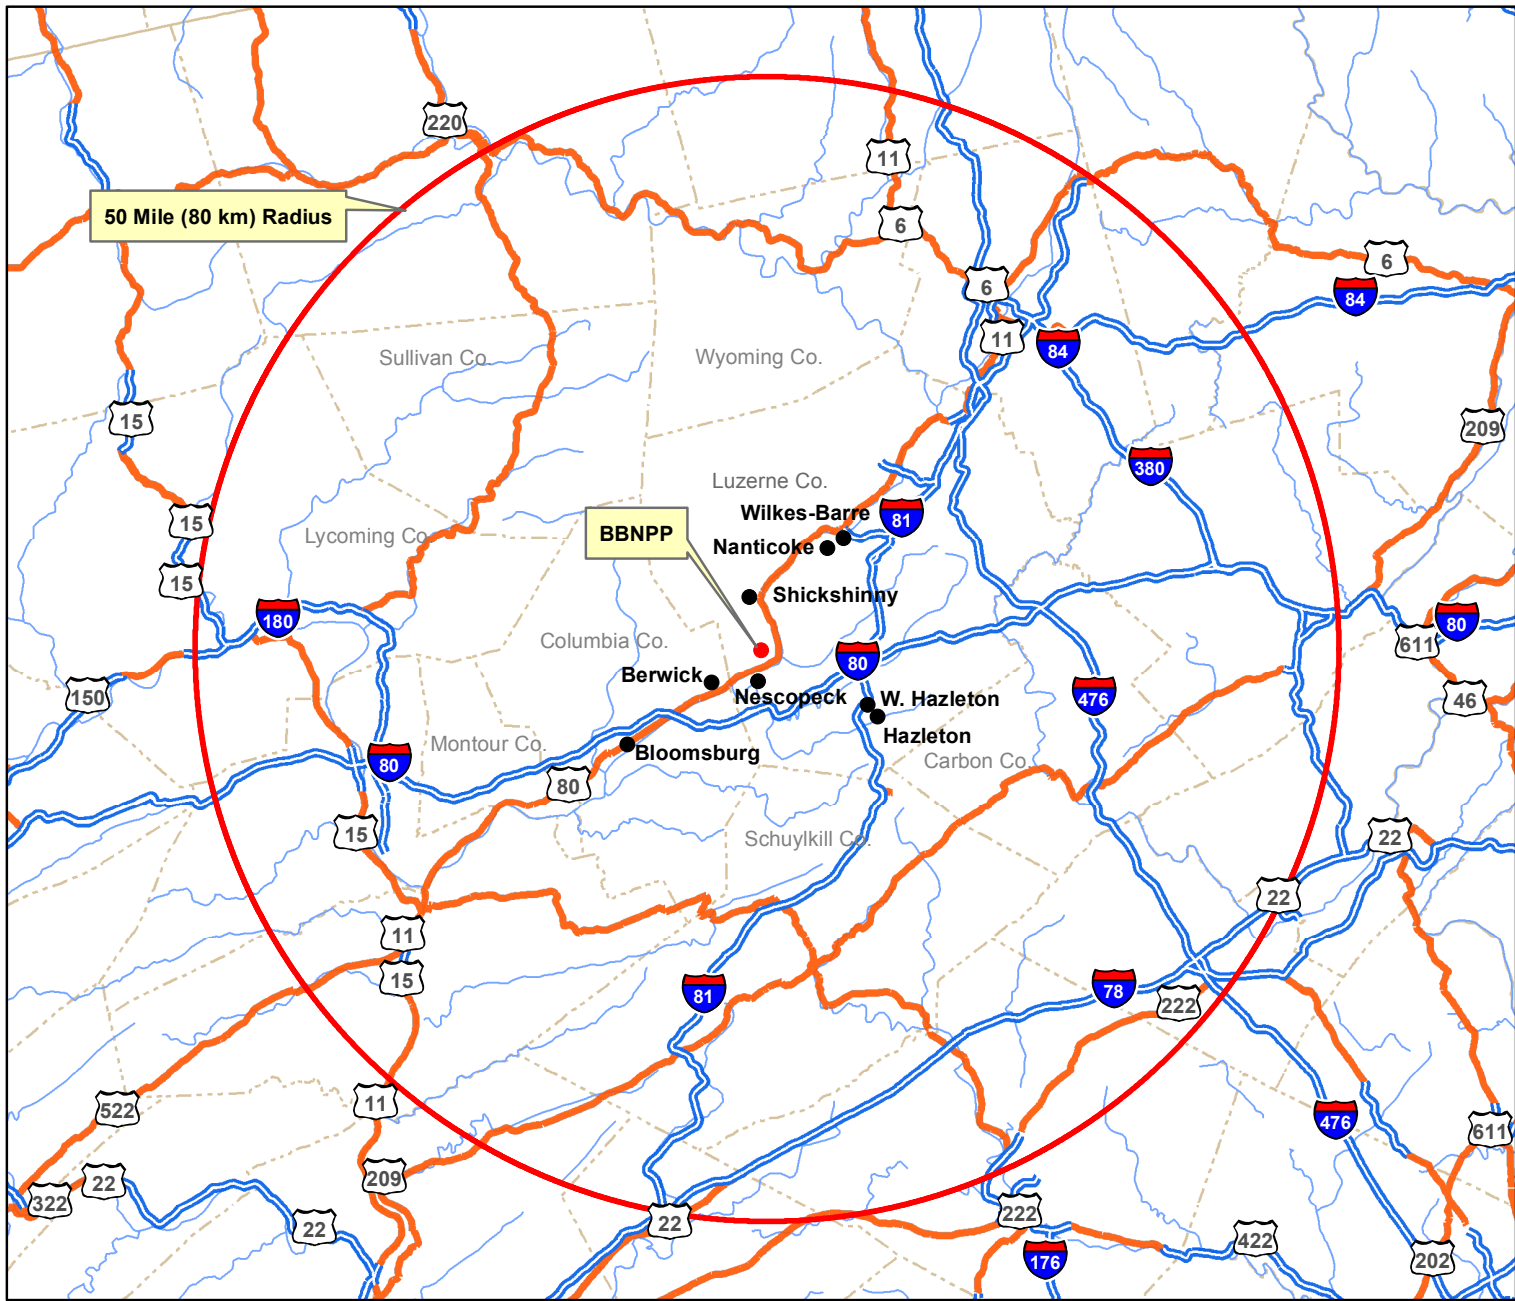 220
11
50 Mile (80 km) Radius
6
6
6
84
11
84
Sullivan Co.
Wyoming Co.
15
209
380
Luzerne Co.
Wilkes-Barre
81
15
BBNPP
Lycoming Co.
Nanticoke
15
Shickshinny
180
80
611
Columbia Co.
80
Berwick
Nescopeck
W. Hazleton
476
150
46
Hazleton
Montour Co.
Bloomsburg
Carbon Co.
80
80
15
Schuylkill Co.
22
22
11
15
81
78
222
11
522
476
611
209
22
322
22
22
222
422
176
202